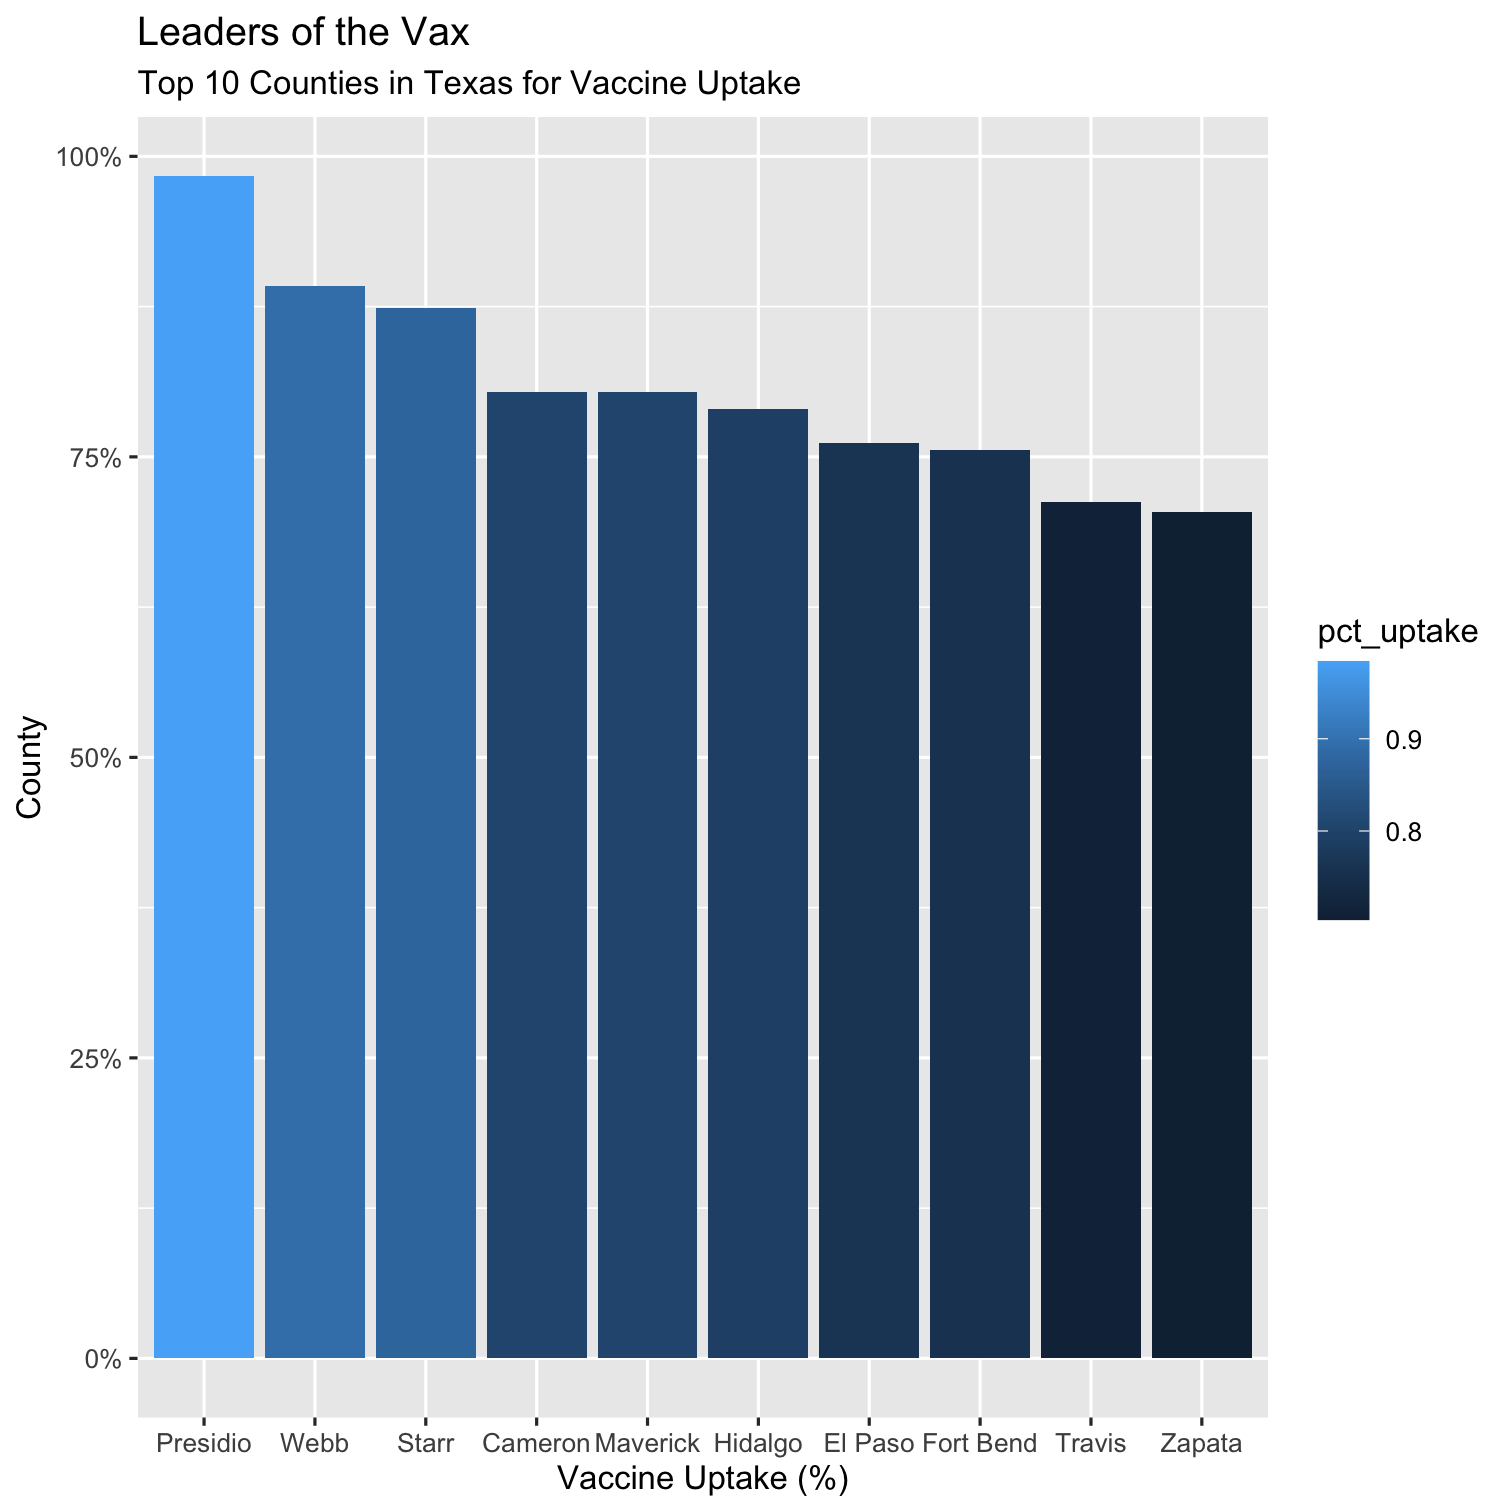 Leaders of the Vax
Top 10 Counties in Texas for Vaccine Uptake
100%
75%
50%
25%
0%
County
Presidio Webb Starr Cameron Maverick Hidalgo El Paso Fort Bend Travis Zapata
Vaccine Uptake (%)
pct_uptake
0.9
0.8